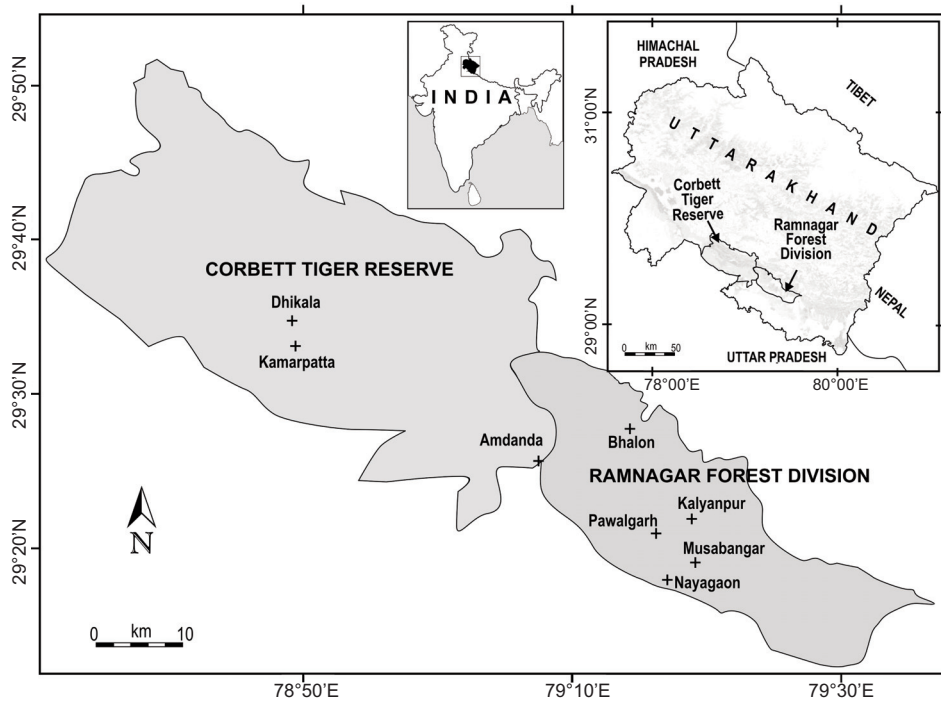 29°50'N
29°40'N
29°30'N
29°20'N
78°50'E
79°10'E
79°30'E
CORBETT TIGER RESERVE
Dhikala
Kamarpatta
Amdanda
Bhalon
RAMNAGAR FOREST DIVISION
Kalyanpur
Pawalgarh
Musabangar
Nayagaon
N
0 km 10
INDIA
HIMACHAL
PRADESH
TIBET
UTTARAKHAND
Corbett
Tiger
Reserve
Ramnagar
Forest
Division
NEPAL
UTTAR PRADESH
0 km 50
31°00'N
29°00'N
78°00'E
80°00'E